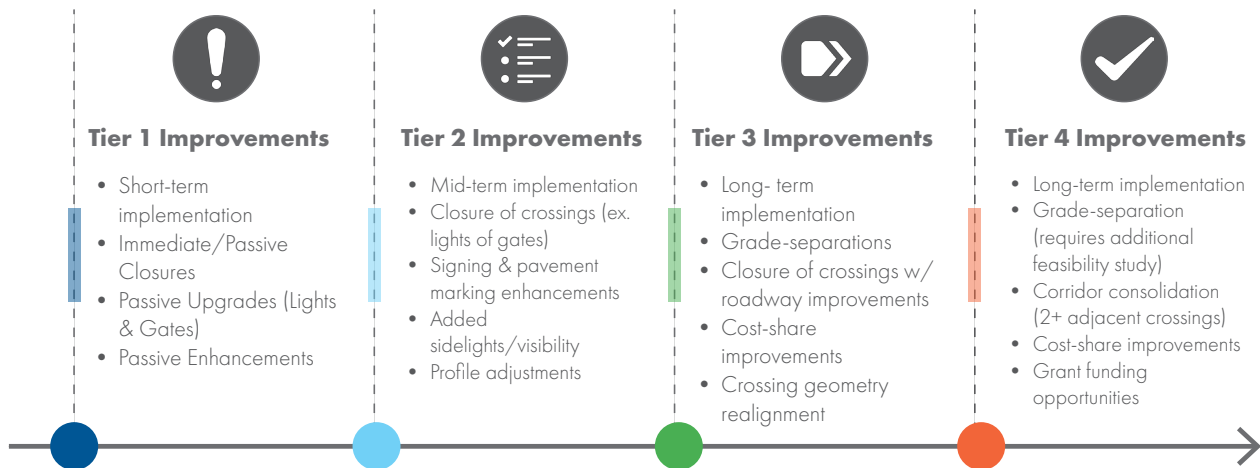 Tier 1 Improvements
• Short-term
implementation
• Immediate/Passive
Closures
• Passive Upgrades (Lights
& Gates)
• Passive Enhancements
Tier 2 Improvements
• Mid-term implementation
• Closure of crossings (ex.
lights of gates)
• Signing & pavement
marking enhancements
• Added
sidelights/visibility
• Profile adjustments
Tier 3 Improvements
• Long- term
implementation
• Grade-separations
• Closure of crossings w/
roadway improvements
• Cost-share
improvements
• Crossing geometry
realignment
Tier 4 Improvements
• Long-term implementation
• Grade-separation
(requires additional
feasibility study)
• Corridor consolidation
(2+ adjacent crossings)
• Cost-share improvements
• Grant funding
opportunities